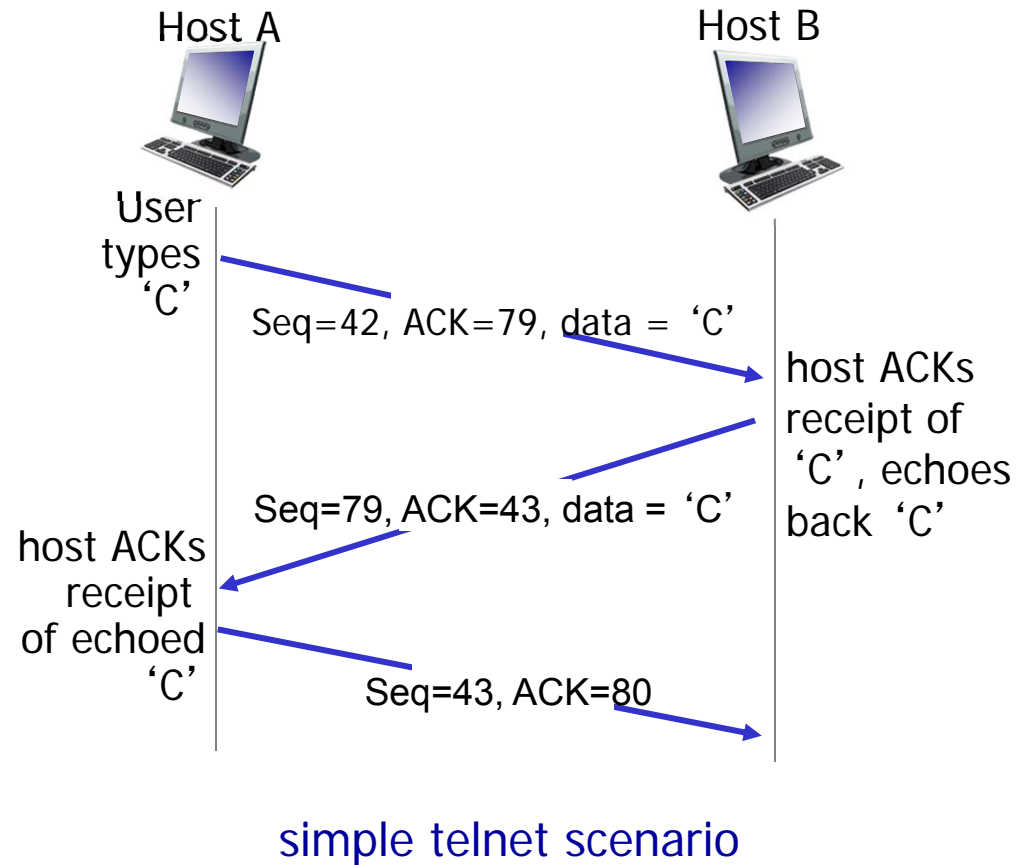 Host A
Host B
User
types
‘C’
Seq=42, ACK=79, data = ‘C’
host ACKs
receipt of
‘C’, echoes
back ‘C’
Seq=79, ACK=43, data = ‘C’
host ACKs
receipt
of echoed
‘C’
Seq=43, ACK=80
simple telnet scenario